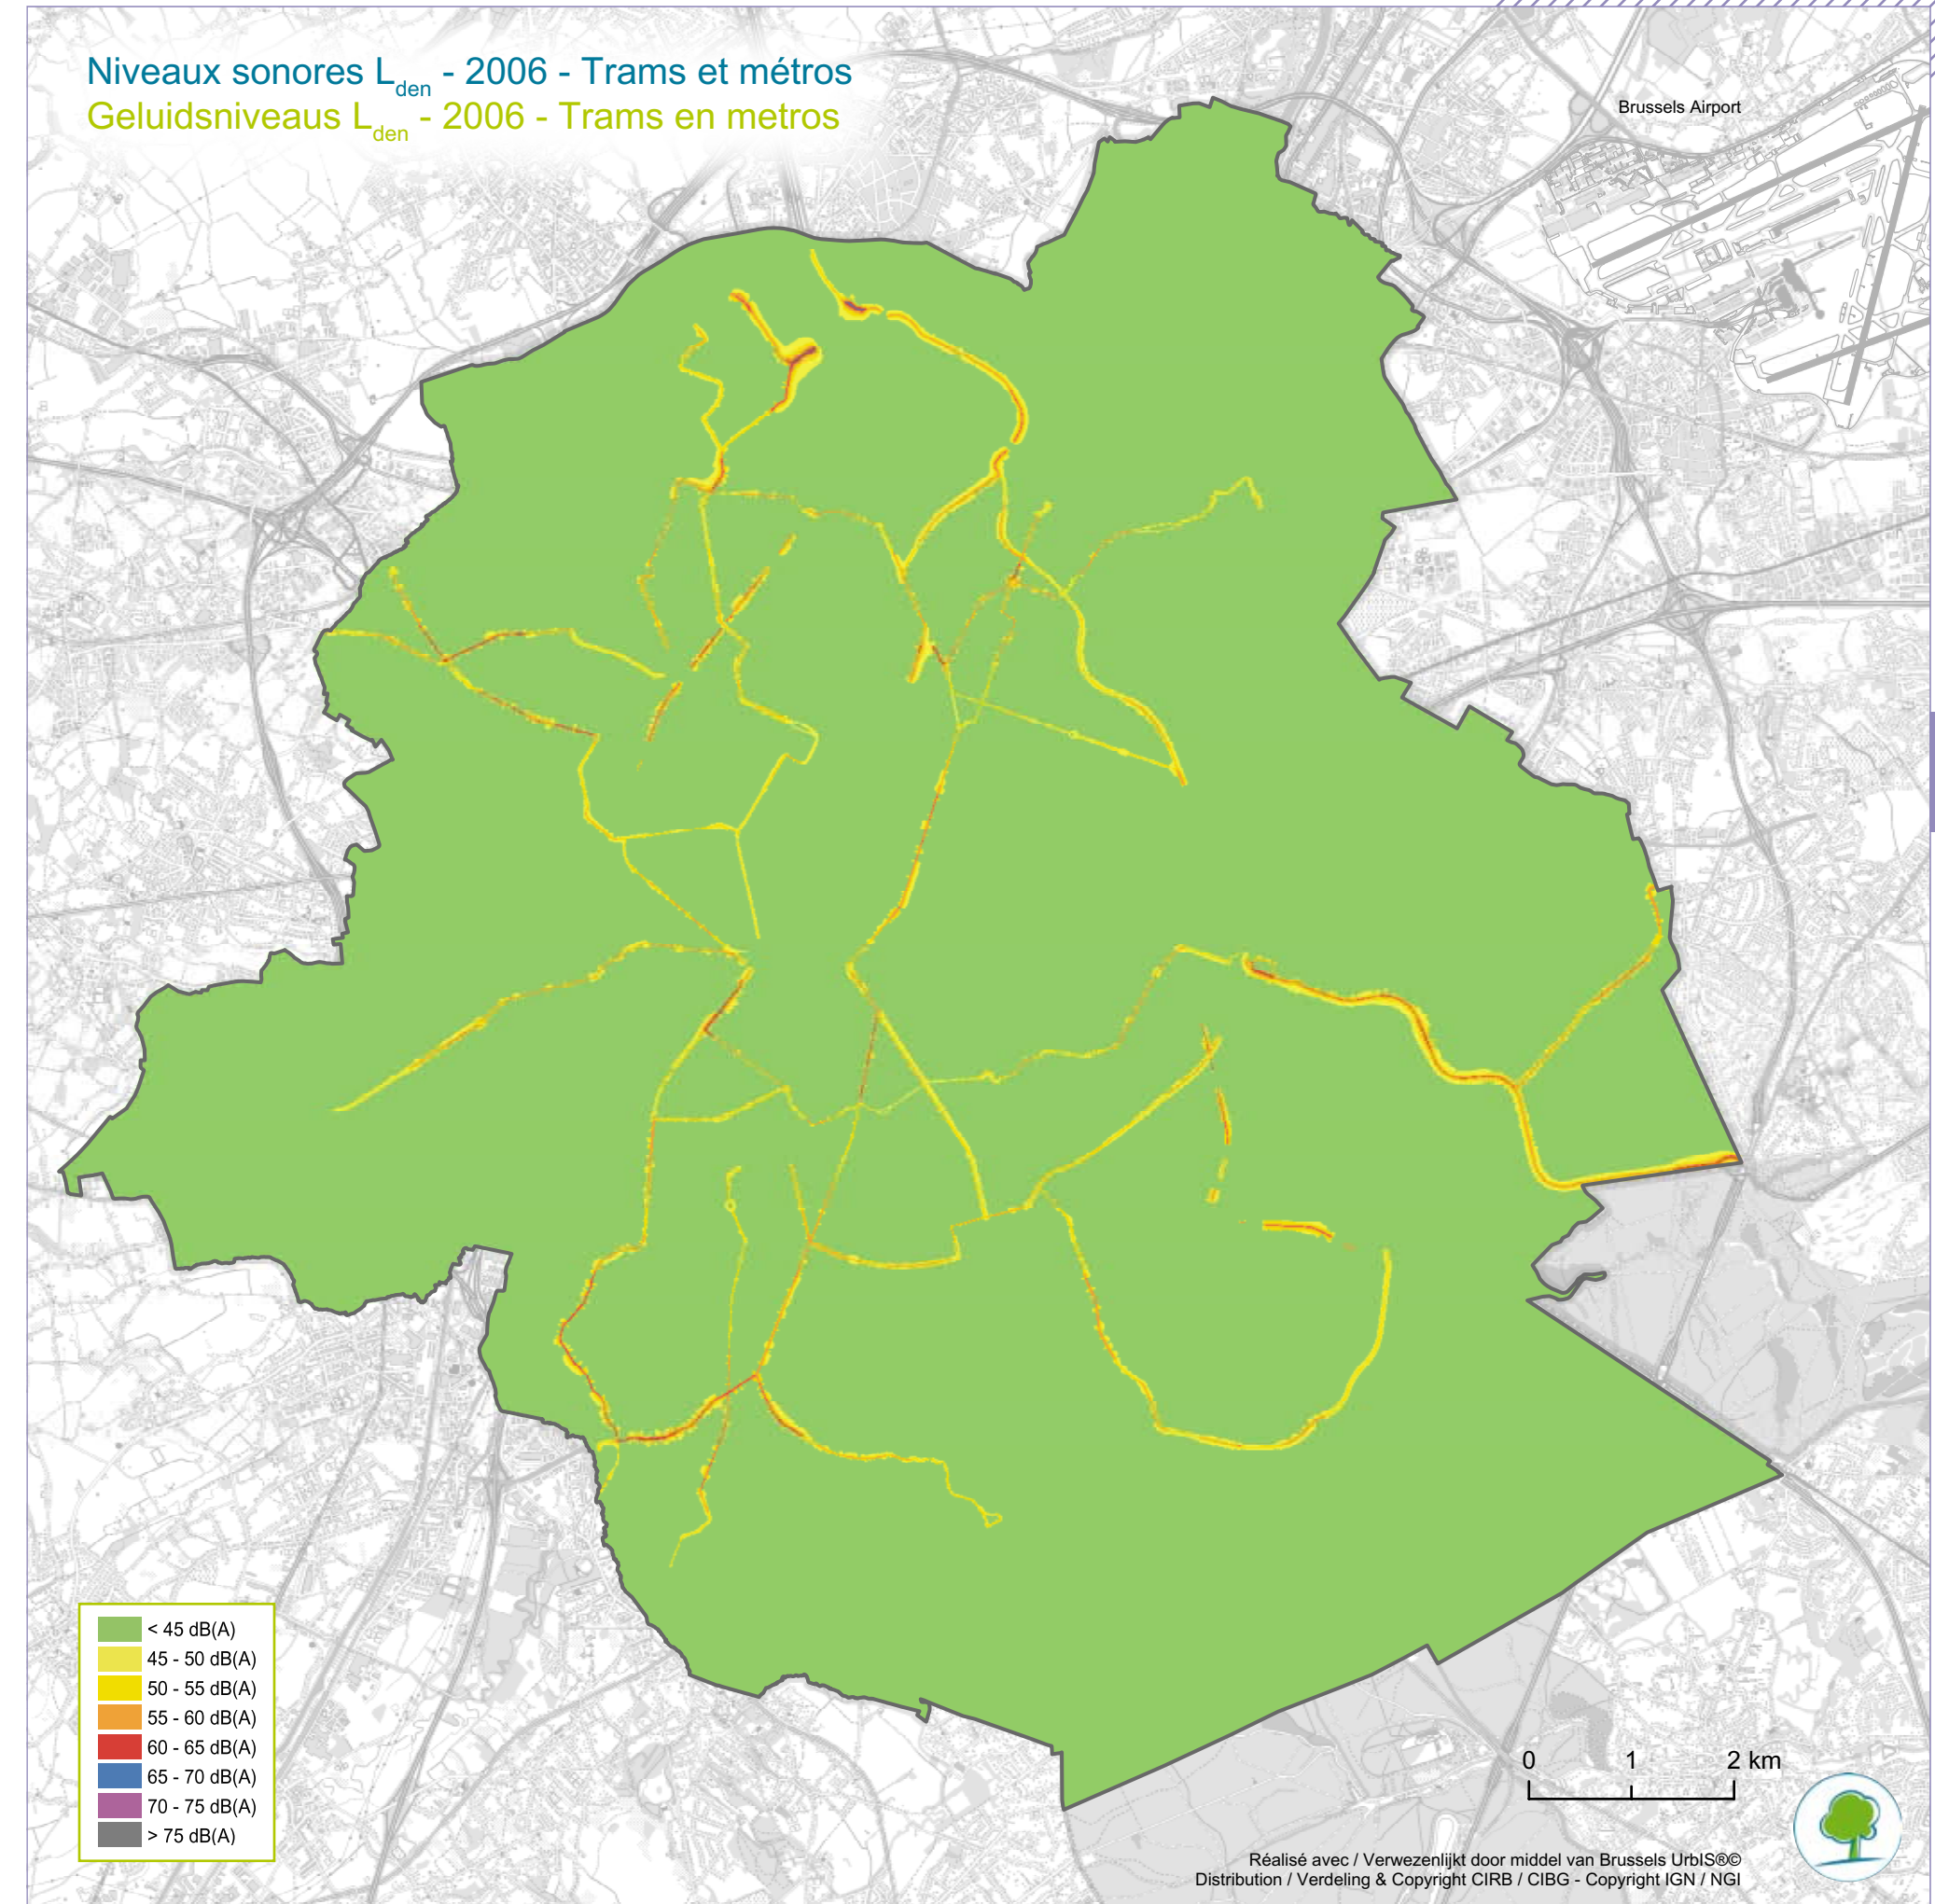 Niveaux sonores Lden - 2006 - Trams et métros
Geluidsniveaus Lden - 2006 - Trams en metros
Brussels Airport
< 45 dB(A)
45 - 50 dB(A)
50 - 55 dB(A)
55 - 60 dB(A)
60 - 65 dB(A)
65 - 70 dB(A)
70 - 75 dB(A)
> 75 dB(A)
0 1 2 km
Réalisé avec / Verwezenlijkt door middel van Brussels UrbIS®©
Distribution / Verdeling & Copyright CIRB / CIBG - Copyright IGN / NGI